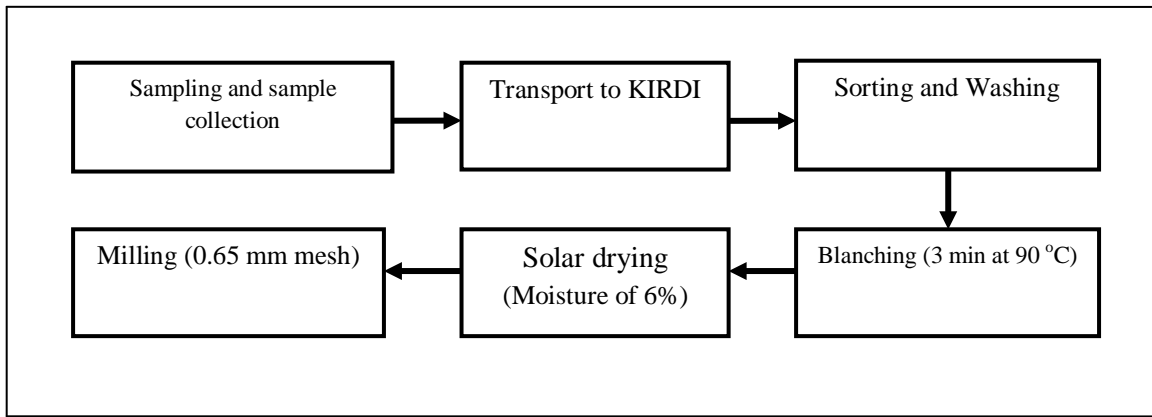 Sampling and sample
collection
Transport to KIRDI
Sorting and Washing
Blanching (3 min at 90 °C)
Solar drying
(Moisture of 6%)
Milling (0.65 mm mesh)